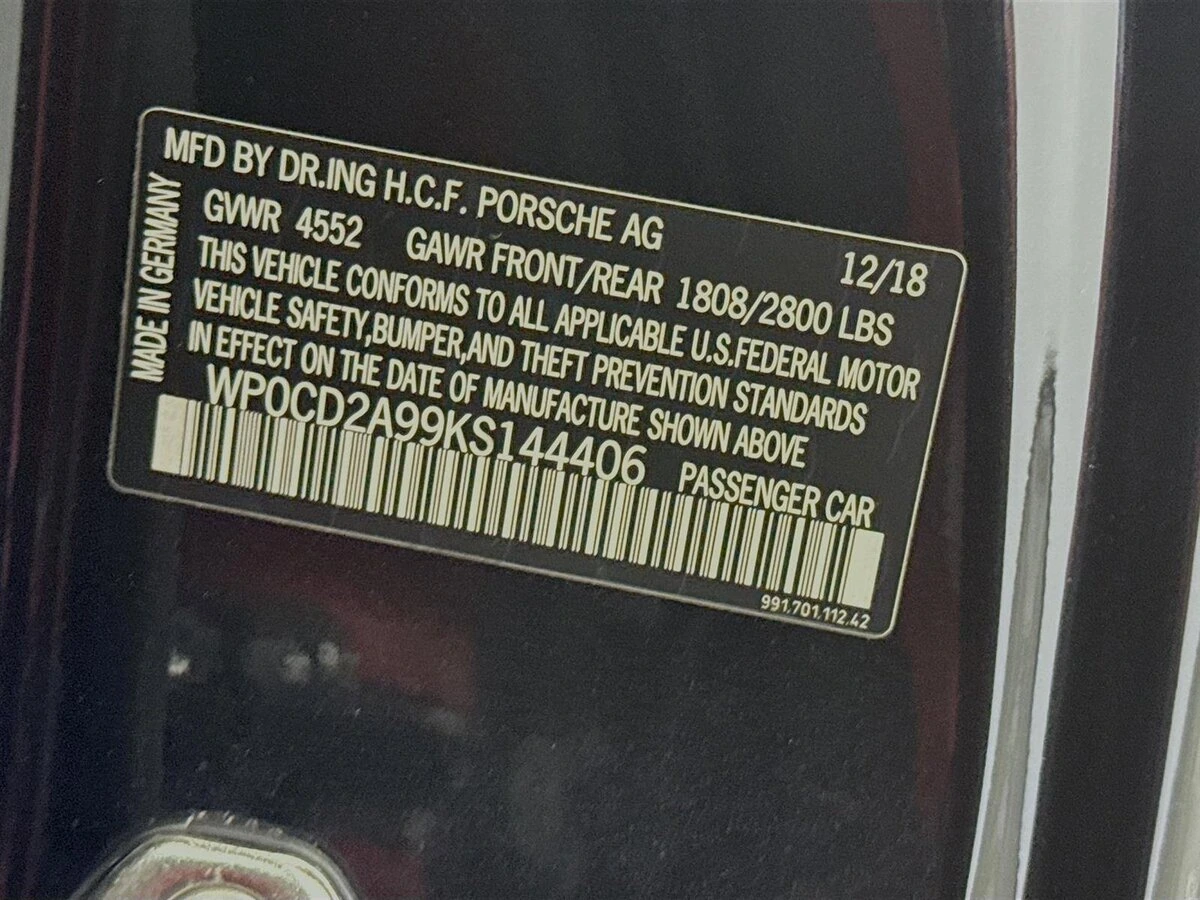 MFD BY DR.ING H.C.F. PORSCHE AG 12/18
GVWR 4552 GAWR FRONT/REAR 1808/2800 LBS
THIS VEHICLE CONFORMS TO ALL APPLICABLE U.S.FEDERAL MOTOR
VEHICLE SAFETY,BUMPER,AND THEFT PREVENTION STANDARDS
IN EFFECT ON THE DATE OF MANUFACTURE SHOWN ABOVE
WP0CD2A99KS144406 PASSENGER CAR
991.701.112.42
MADE IN GERMANY